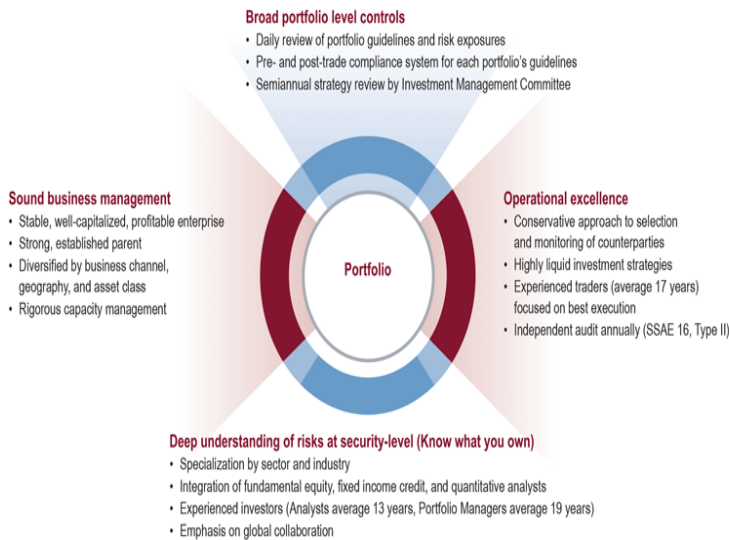 Broad portfolio level controls
• Daily review of portfolio guidelines and risk exposures
• Pre- and post-trade compliance system for each portfolio's guidelines
• Semiannual strategy review by Investment Management Committee
Sound business management
• Stable, well-capitalized, profitable enterprise
• Strong, established parent
• Diversified by business channel,
geography, and asset class
• Rigorous capacity management
Portfolio
Operational excellence
• Conservative approach to selection
and monitoring of counterparties
• Highly liquid investment strategies
• Experienced traders (average 17 years)
focused on best execution
• Independent audit annually (SSAE 16, Type II)
Deep understanding of risks at security-level (Know what you own)
• Specialization by sector and industry
• Integration of fundamental equity, fixed income credit, and quantitative analysts
• Experienced investors (Analysts average 13 years, Portfolio Managers average 19 years)
• Emphasis on global collaboration